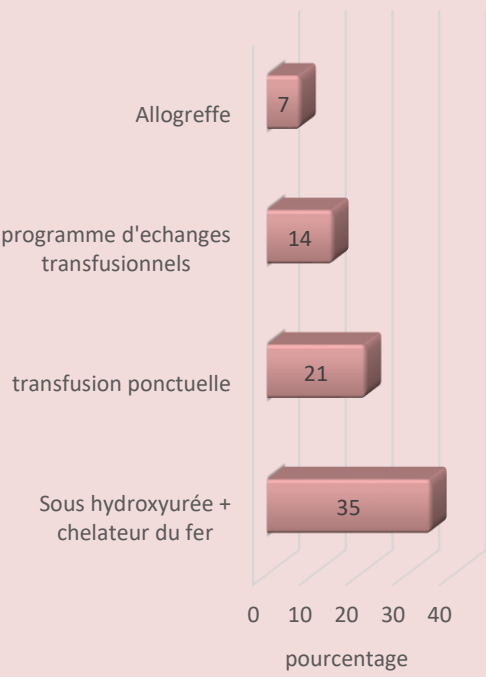 Allogreffe
7
programme d'echanges
transfusionnels
14
transfusion ponctuelle
21
Sous hydroxyurée +
chelateur du fer
35
0 10 20 30 40
pourcentage